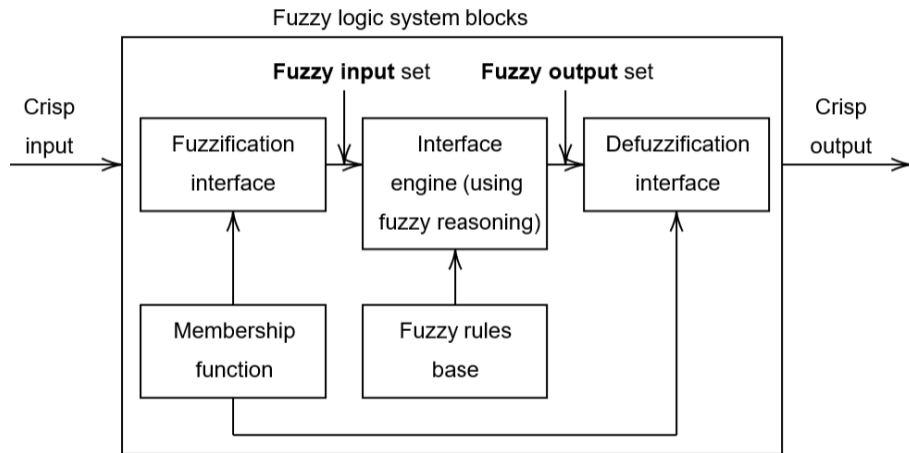 Fuzzy logic system blocks
Fuzzy input set
Fuzzy output set
Crisp
input
Fuzzification
interface
Interface
engine (using
fuzzy reasoning)
Defuzzification
interface
Crisp
output
Membership
function
Fuzzy rules
base